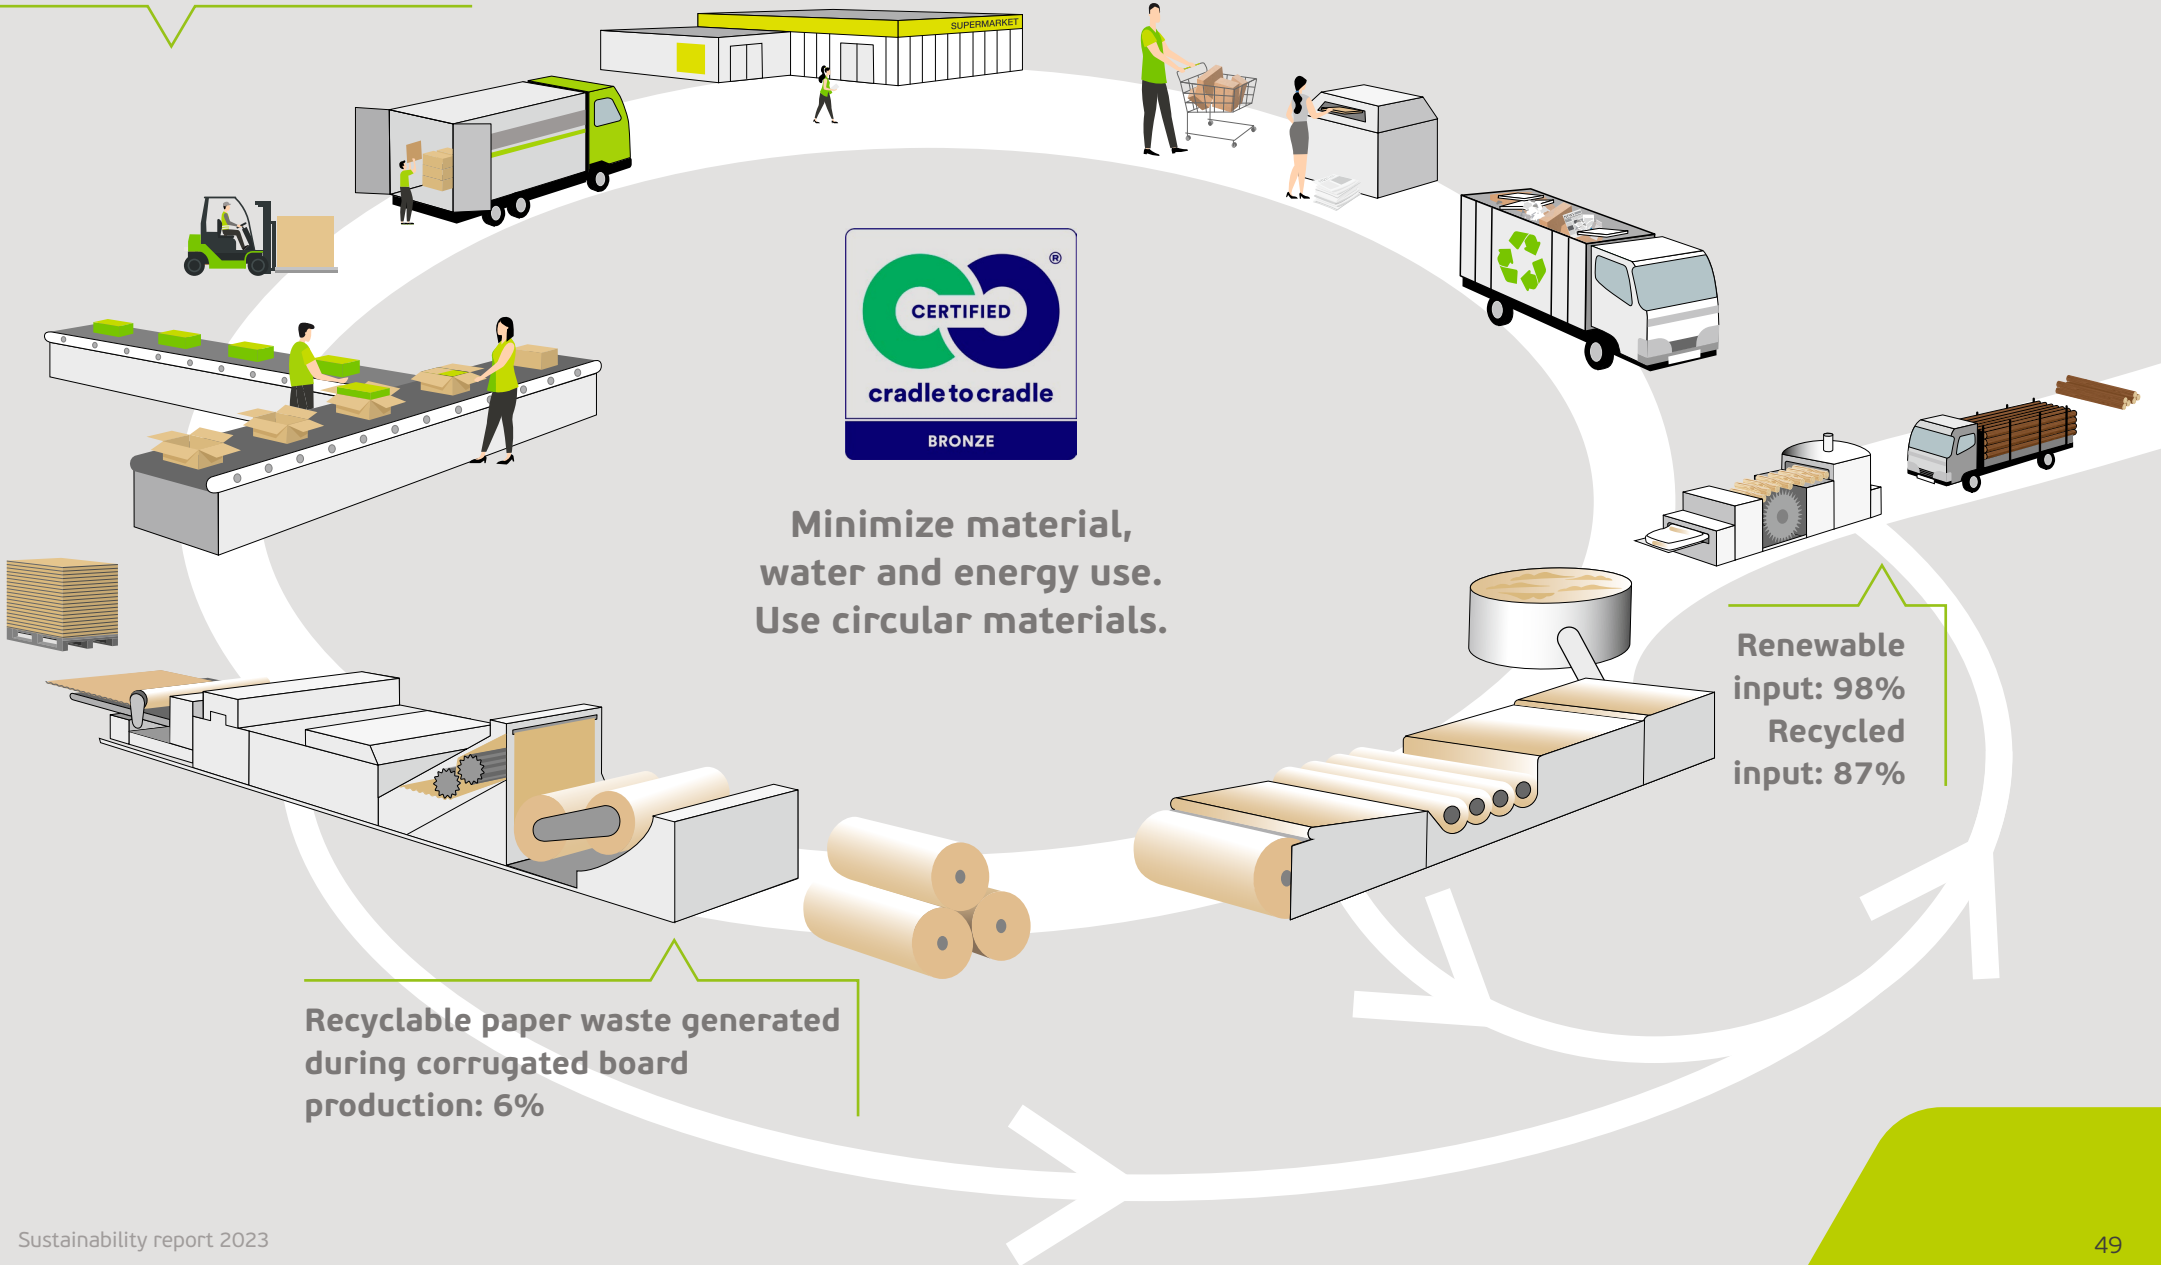 SUPERMARKET
®
CERTIFIED
cradle to cradle
BRONZE
Minimize material,
water and energy use.
Use circular materials.
Renewable
input: 98%
Recycled
input: 87%
Recyclable paper waste generated
during corrugated board
production: 6%
Sustainability report 2023
49